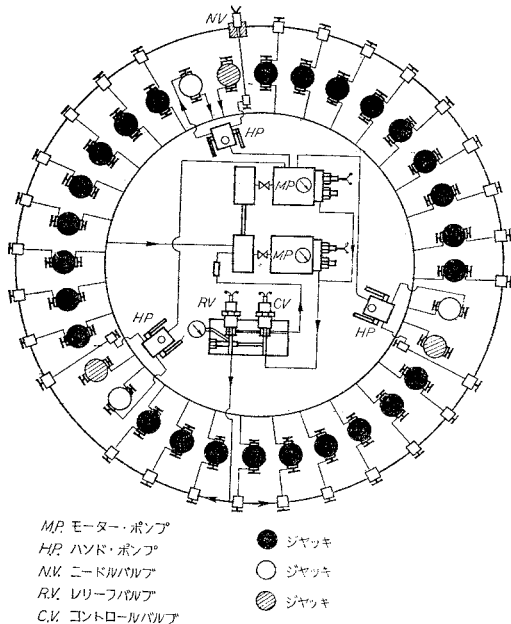 NV
HP
MP
MP
RV
CV
HP
HP
M.P. モーター・ポンプ
H.P. ハンド・ポンプ
N.V. ニードルバルブ
R.V. レリーフバルブ
C.V. コントロールバルブ
ジヤッキ
ジヤッキ
ジヤッキ